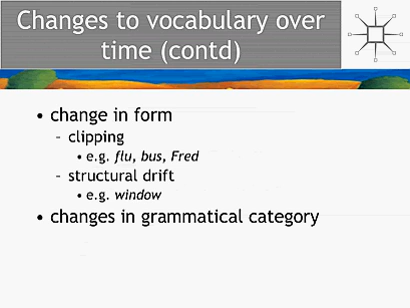 Changes to vocabulary over
time (contd)
• change in form
– clipping
• e.g. flu, bus, Fred
– structural drift
• e.g. window
• changes in grammatical category